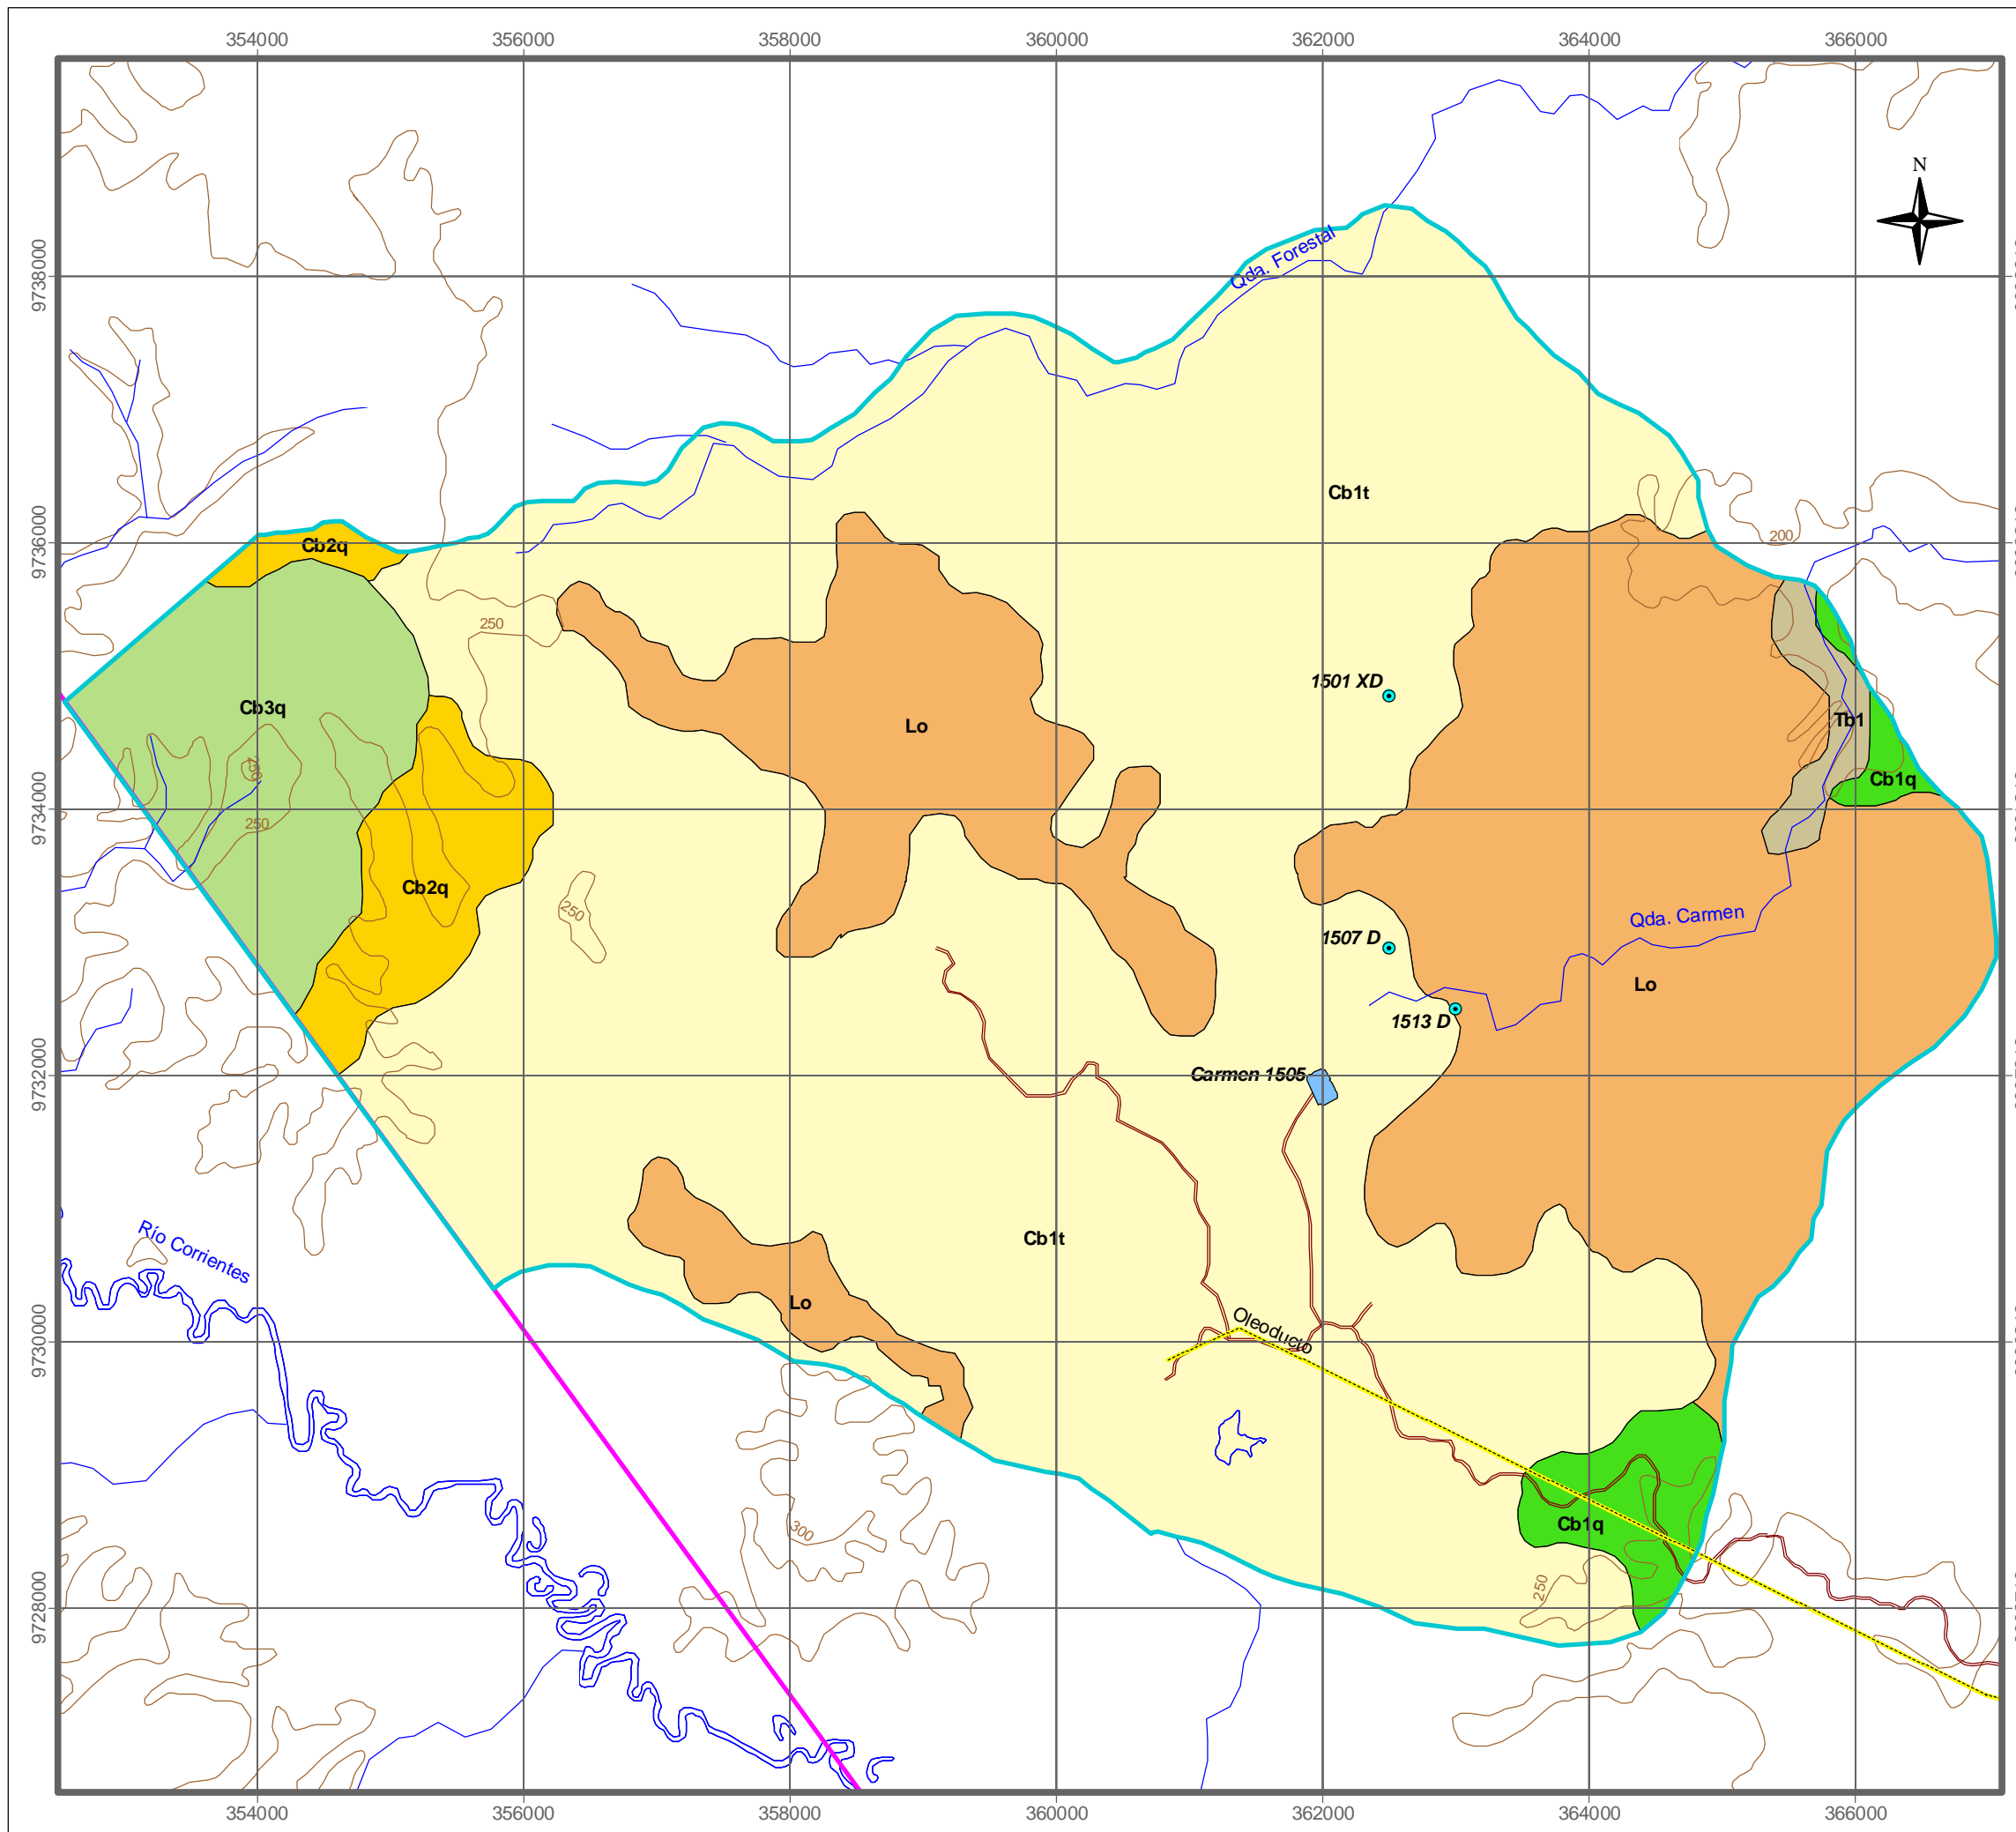 354000 356000 358000 360000 362000 364000 366000
N
9738000
Qda. Forestal
Cb1t
9736000
Cb2q
200
250
1501 XD
Cb3q
Lo
Tb1
250
Cb1q
9734000
250
Cb2q
250
Qda. Carmen
1507 D
Lo
1513 D
9732000
Carmen 1505
Río Corrientes
Cb1t
Lo
9730000
Oleoducto
300
Cb1q
250
9728000
354000 356000 358000 360000 362000 364000 366000